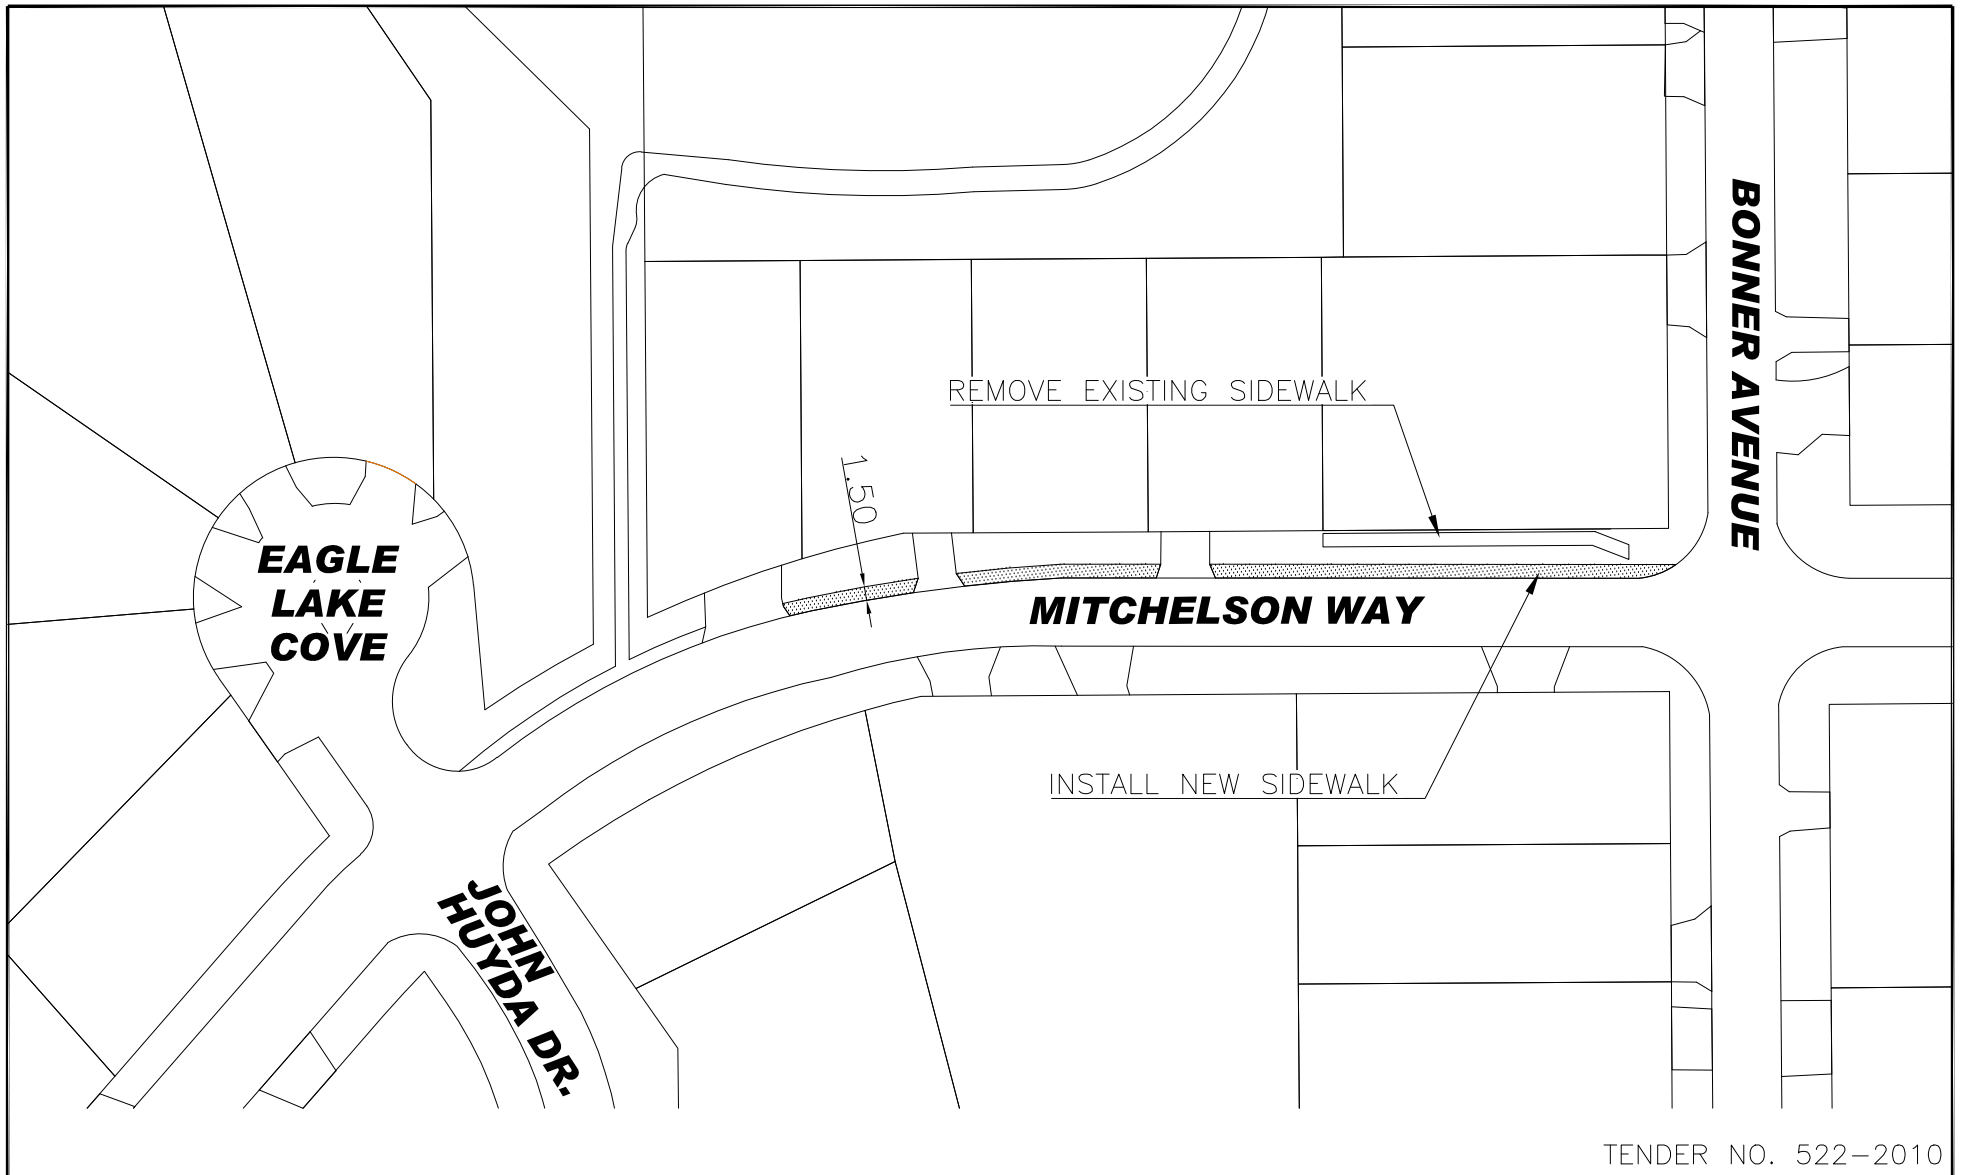 BONNER AVENUE
REMOVE EXISTING SIDEWALK
1.50
EAGLE
LAKE
COVE
MITCHELSON WAY
INSTALL NEW SIDEWALK
JOHN
HUYDA DR.
TENDER NO. 522-2010